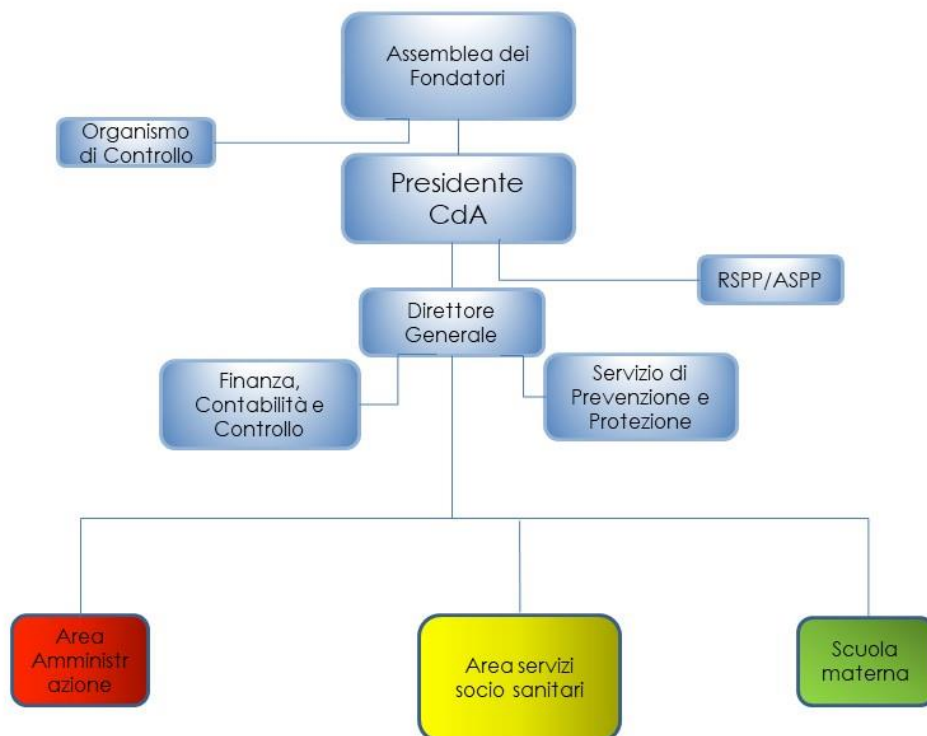 Assemblea dei
Fondatori
Organismo
di Controllo
Presidente
CdA
RSPP/ASPP
Direttore
Generale
Finanza,
Contabilità e
Controllo
Servizio di
Prevenzione e
Protezione
Area
Amministr
azione
Area servizi
socio sanitari
Scuola
materna